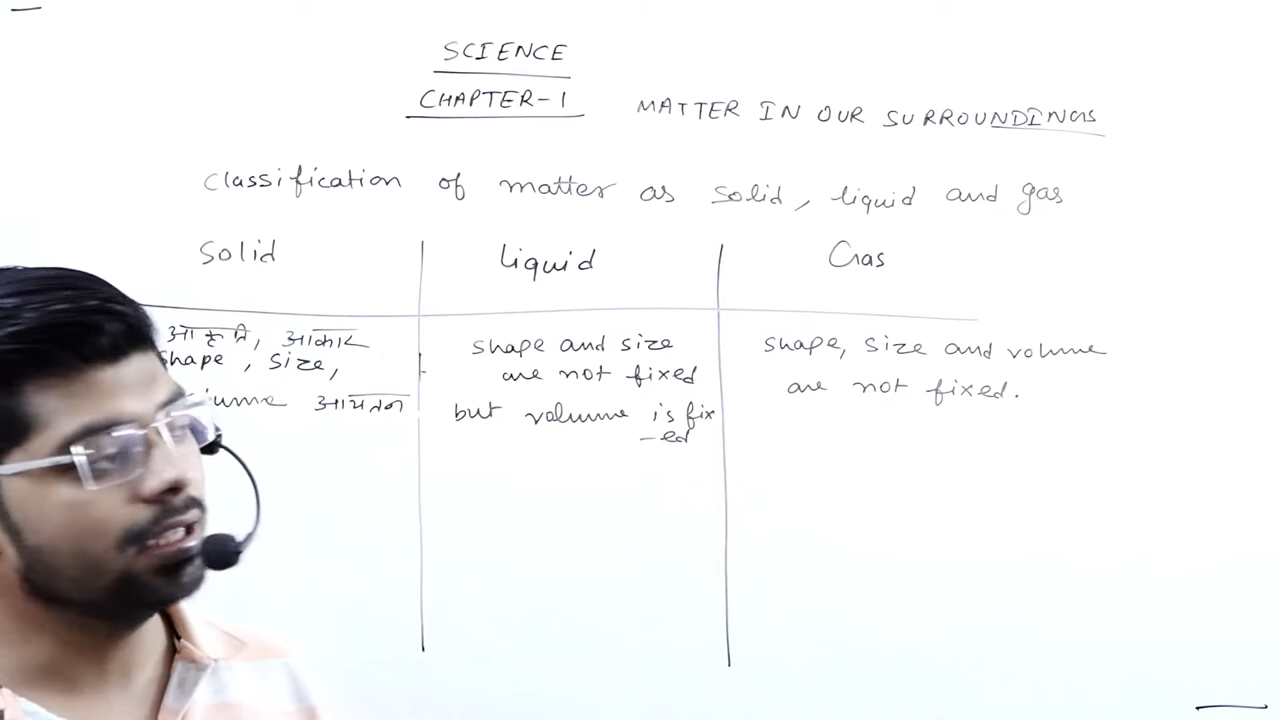 SCIENCE
CHAPTER-1 MATTER IN OUR SURROUNDINGS
Classification of matter as solid, liquid and gas
Solid
आकृति, आकार
shape, size,
आयतन
liquid
shape and size
are not fixed
but volume is fix
-ed
Gas
shape, size and volume
are not fixed.